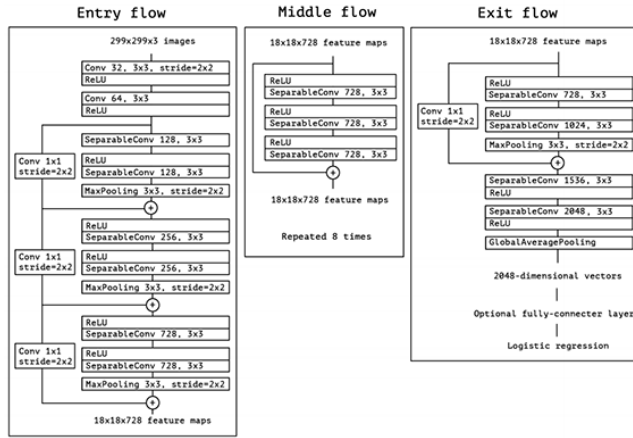 Entry flow
299x299x3 images
Conv 32, 3x3, stride=2x2
ReLU
Conv 64, 3x3
ReLU
SeparableConv 128, 3x3
Conv 1x1
stride=2x2
ReLU
SeparableConv 128, 3x3
MaxPooling 3x3, stride=2x2
+
ReLU
SeparableConv 256, 3x3
Conv 1x1
stride=2x2
ReLU
SeparableConv 256, 3x3
MaxPooling 3x3, stride=2x2
+
ReLU
SeparableConv 728, 3x3
Conv 1x1
stride=2x2
ReLU
SeparableConv 728, 3x3
MaxPooling 3x3, stride=2x2
+
18x18x728 feature maps
Middle flow
18x18x728 feature maps
ReLU
SeparableConv 728, 3x3
ReLU
SeparableConv 728, 3x3
ReLU
SeparableConv 728, 3x3
+
18x18x728 feature maps
Repeated 8 times
Exit flow
18x18x728 feature maps
ReLU
SeparableConv 728, 3x3
Conv 1x1
stride=2x2
ReLU
SeparableConv 1024, 3x3
MaxPooling 3x3, stride=2x2
+
SeparableConv 1536, 3x3
ReLU
SeparableConv 2048, 3x3
ReLU
GlobalAveragePooling
2048-dimensional vectors
Optional fully-connecter layer
Logistic regression